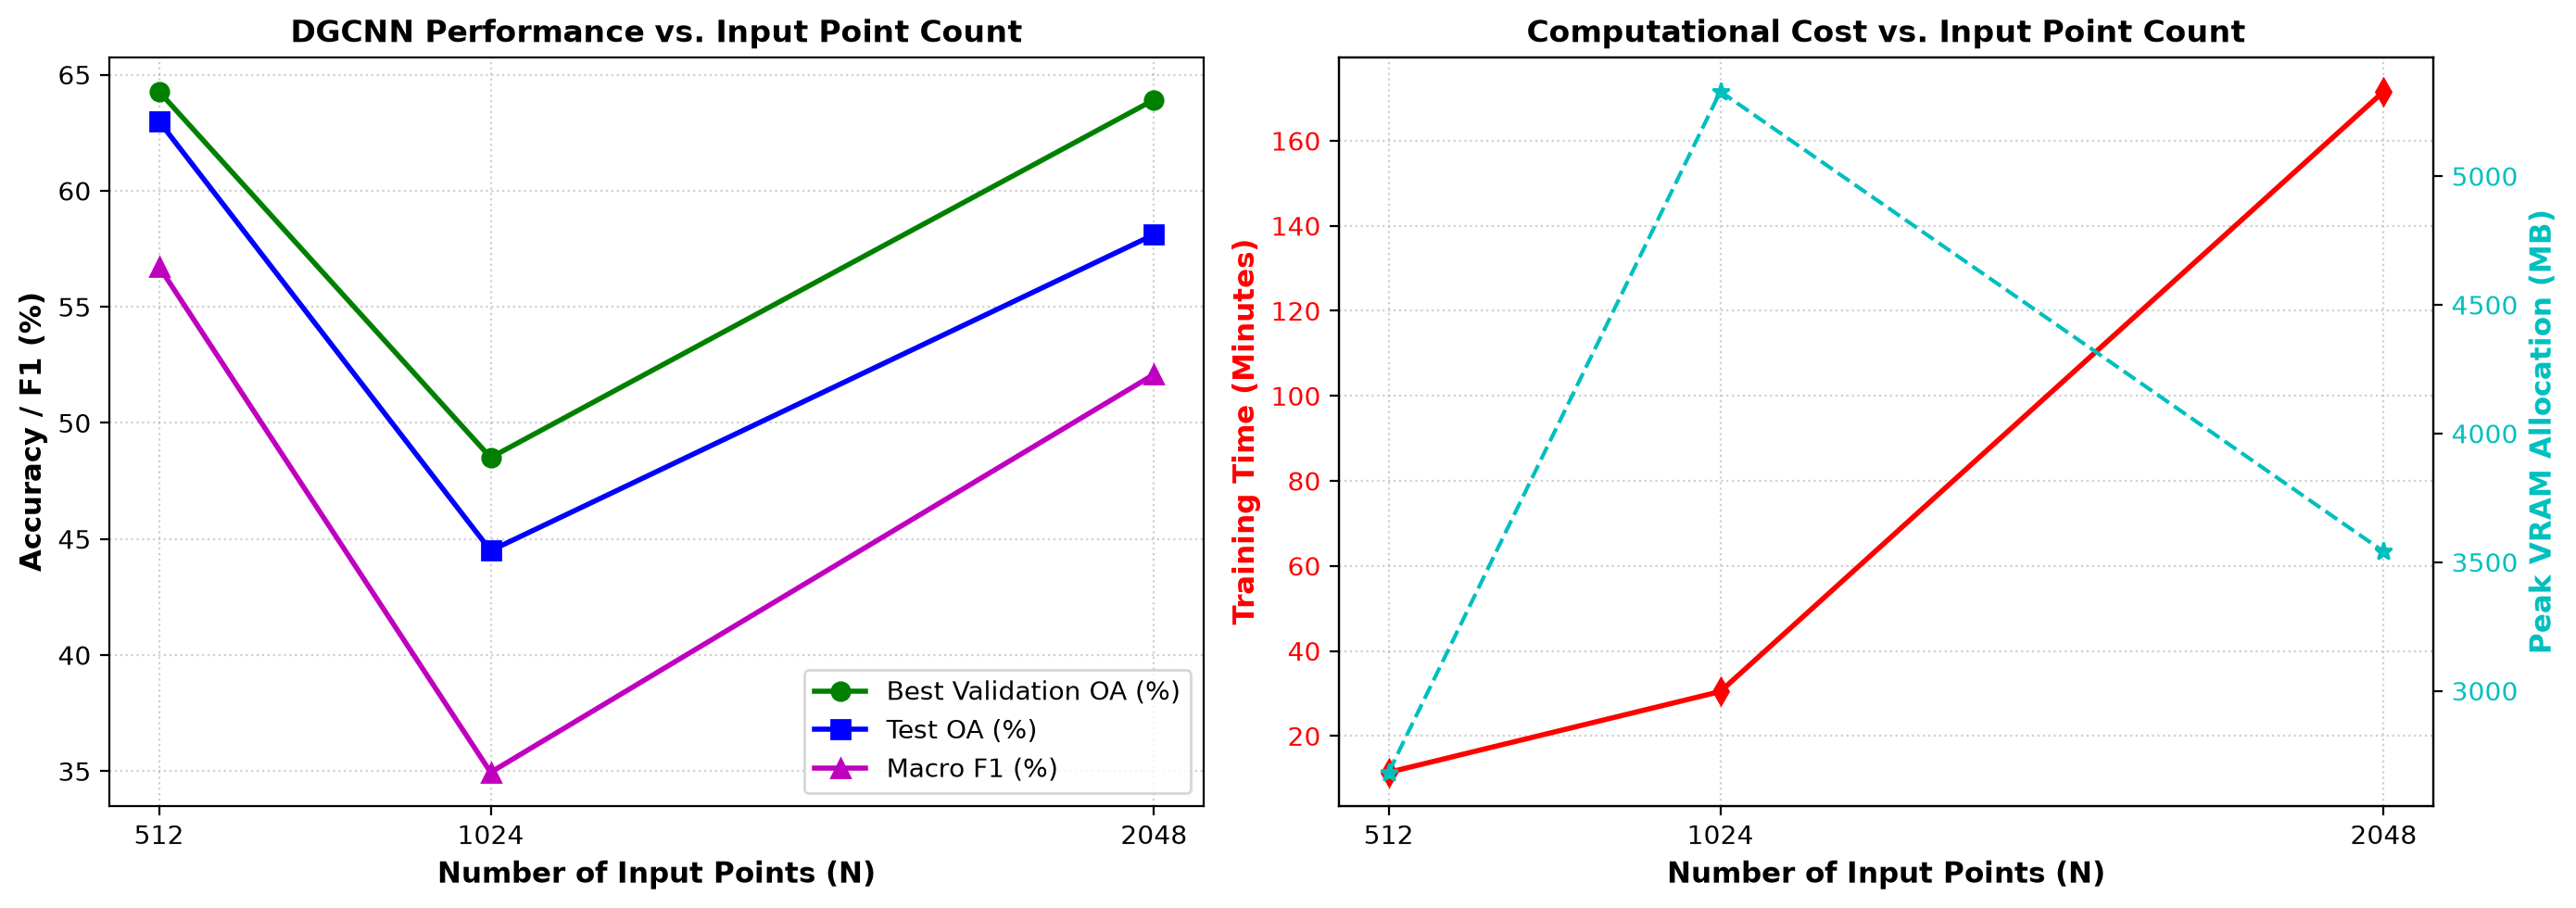 DGCNN Performance vs. Input Point Count
65
60
55
50
45
40
35
Accuracy / F1 (%)
Best Validation OA (%)
Test OA (%)
Macro F1 (%)
512 1024 2048
Number of Input Points (N)
Computational Cost vs. Input Point Count
160
140
120
100
80
60
40
20
Training Time (Minutes)
5000
4500
4000
3500
3000
Peak VRAM Allocation (MB)
512 1024 2048
Number of Input Points (N)